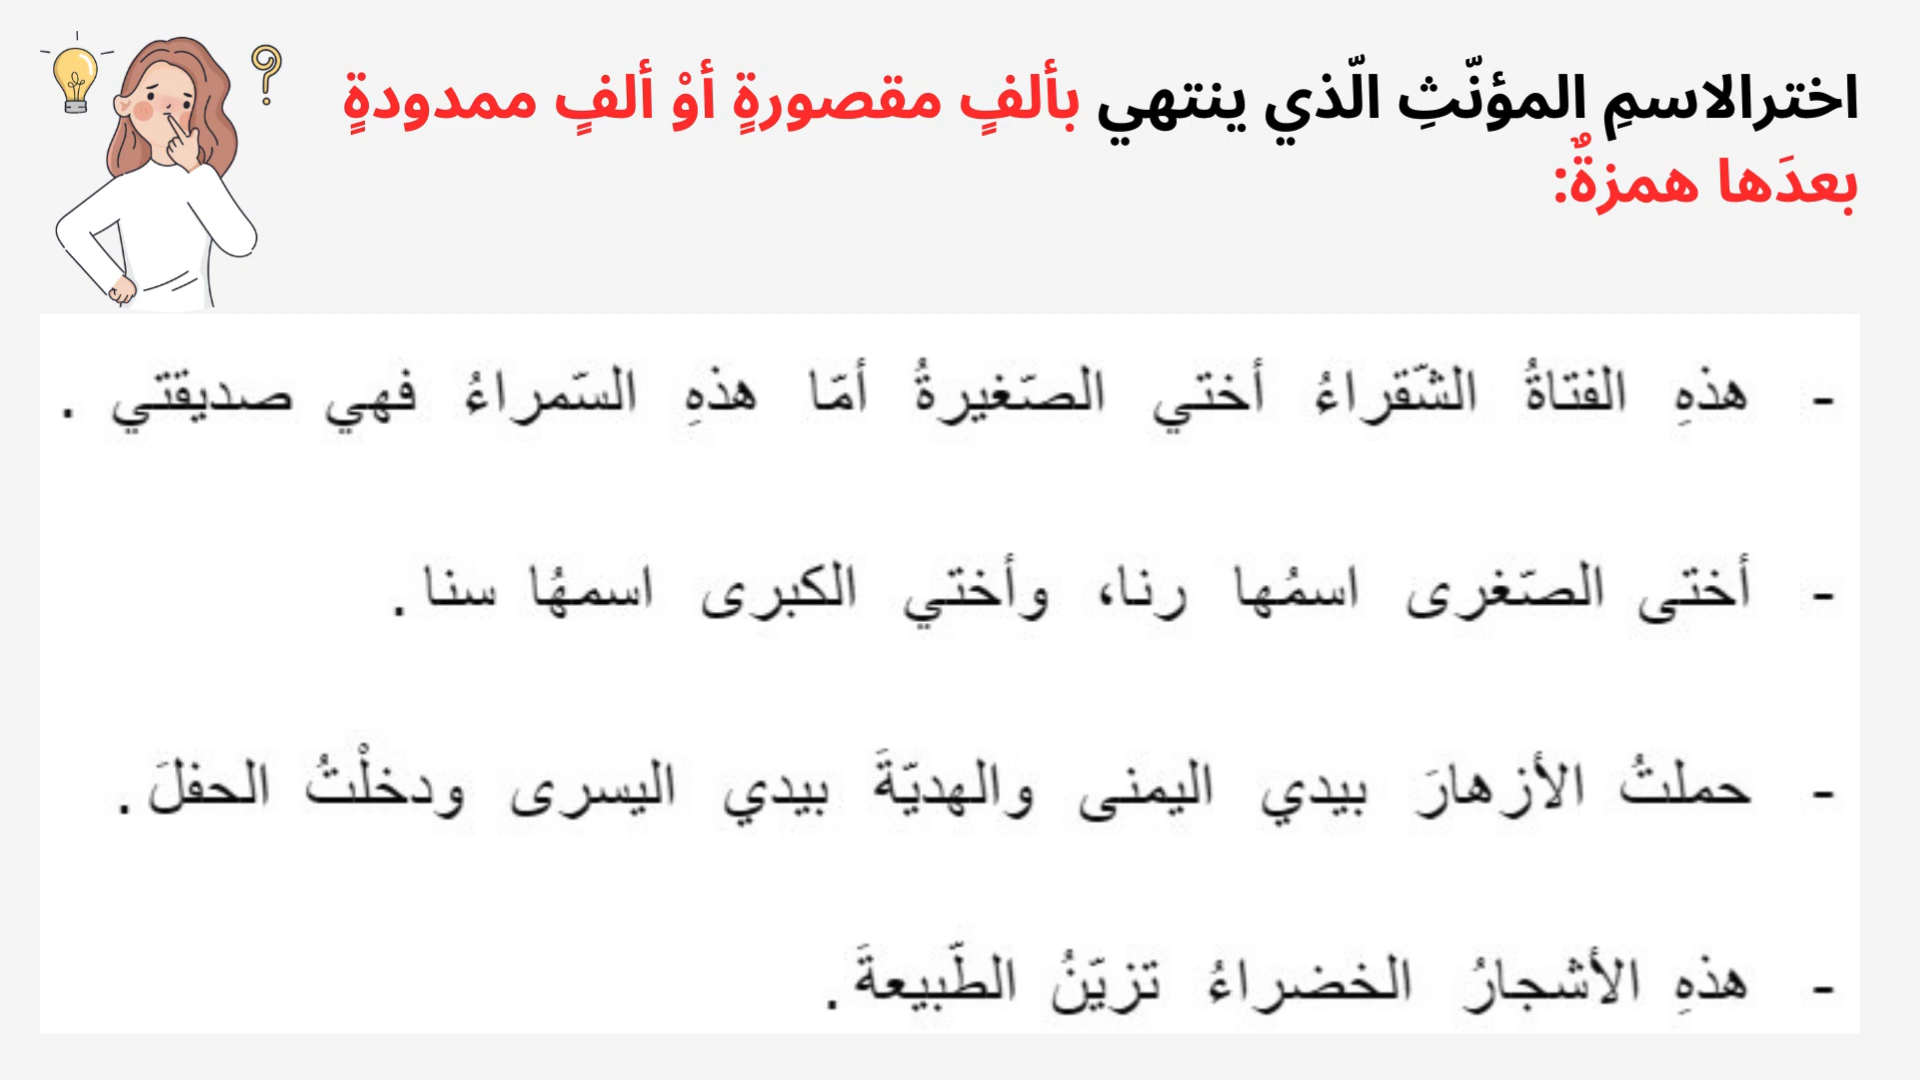 اخترالاسمِ المؤنّثِ الّذي ينتهي بألفٍ مقصورةٍ أوْ ألفٍ ممدودةٍ
بعدَها همزةٌ:
- هذهِ الفتاةُ الشّقراءُ أختي الصّغيرةُ أمّا هذهِ السّمراءُ فهي صديقتي .
- أختى الصّغرى اسمُها رنا، وأختي الكبرى اسمهُا سنا .
- حملتُ الأزهارَ بيدي اليمنى والهديّةَ بيدي اليسرى ودخلْتُ الحفلَ .
- هذهِ الأشجارُ الخضراءُ تزيّنُ الطّبيعةَ .